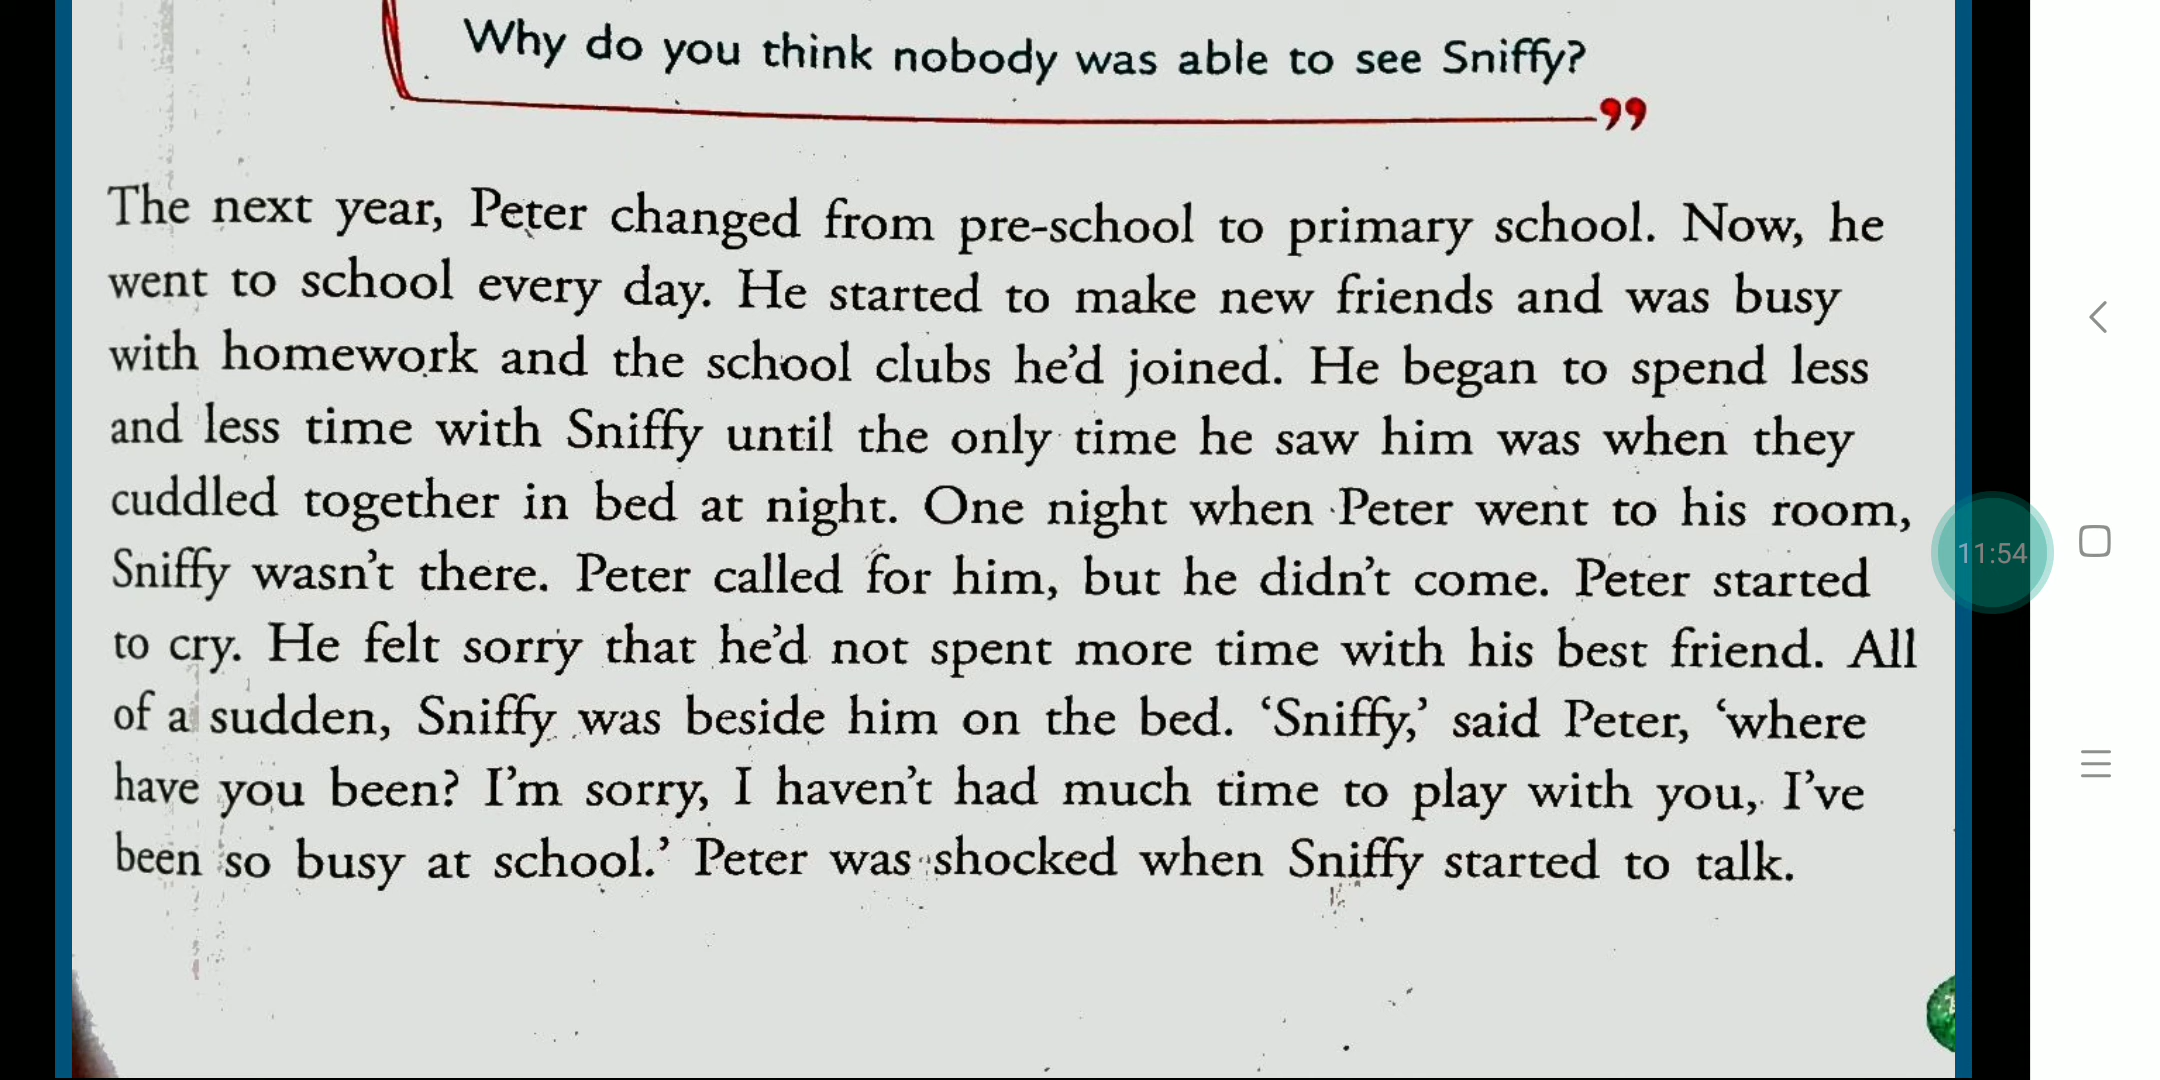 Why do you think nobody was able to see Sniffy?
”
The next year, Peter changed from pre-school to primary school. Now, he
went to school every day. He started to make new friends and was busy
with homework and the school clubs he’d joined. He began to spend less
and less time with Sniffy until the only time he saw him was when they
cuddled together in bed at night. One night when Peter went to his room,
Sniffy wasn’t there. Peter called for him, but he didn’t come. Peter started
to cry. He felt sorry that he’d not spent more time with his best friend. All
of a sudden, Sniffy was beside him on the bed. ‘Sniffy,’ said Peter, ‘where
have you been? I’m sorry, I haven’t had much time to play with you, I’ve
been so busy at school.’ Peter was shocked when Sniffy started to talk.
11:54